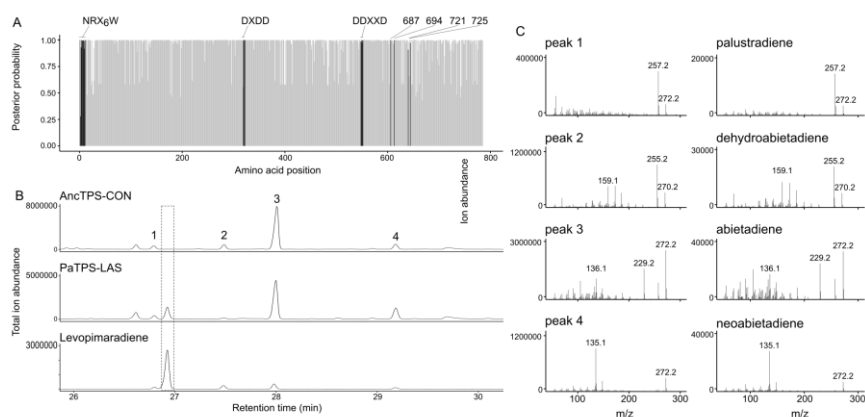 A
NRX6W
DXDD
DDXXD
687
694
721
725
Posterior probability
1.00
0.75
0.50
0.25
0.00
0
200
400
600
800
Amino acid position
B
AncTPS-CON
8000000
0
1
2
3
4
PaTPS-LAS
5000000
0
Levopimaradiene
3000000
0
Total ion abundance
26
27
28
29
30
Retention time (min)
C
Ion abundance
peak 1
400000
0
257.2
272.2
palustradiene
20000
0
257.2
272.2
peak 2
1200000
0
159.1
255.2
270.2
dehydroabietadiene
30000
0
159.1
255.2
270.2
peak 3
3000000
0
136.1
229.2
272.2
abietadiene
100000
0
136.1
229.2
272.2
peak 4
1200000
0
135.1
272.2
100
200
300
m/z
neoabietadiene
40000
0
135.1
272.2
100
200
300
m/z